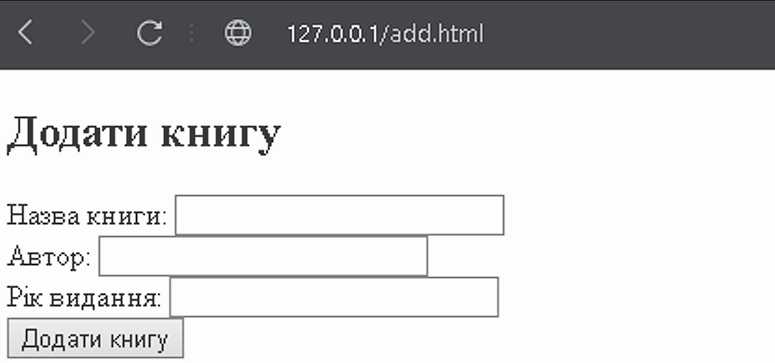 127.0.0.1/add.html
Додати книгу
Назва книги:
Автор:
Рік видання:
Додати книгу